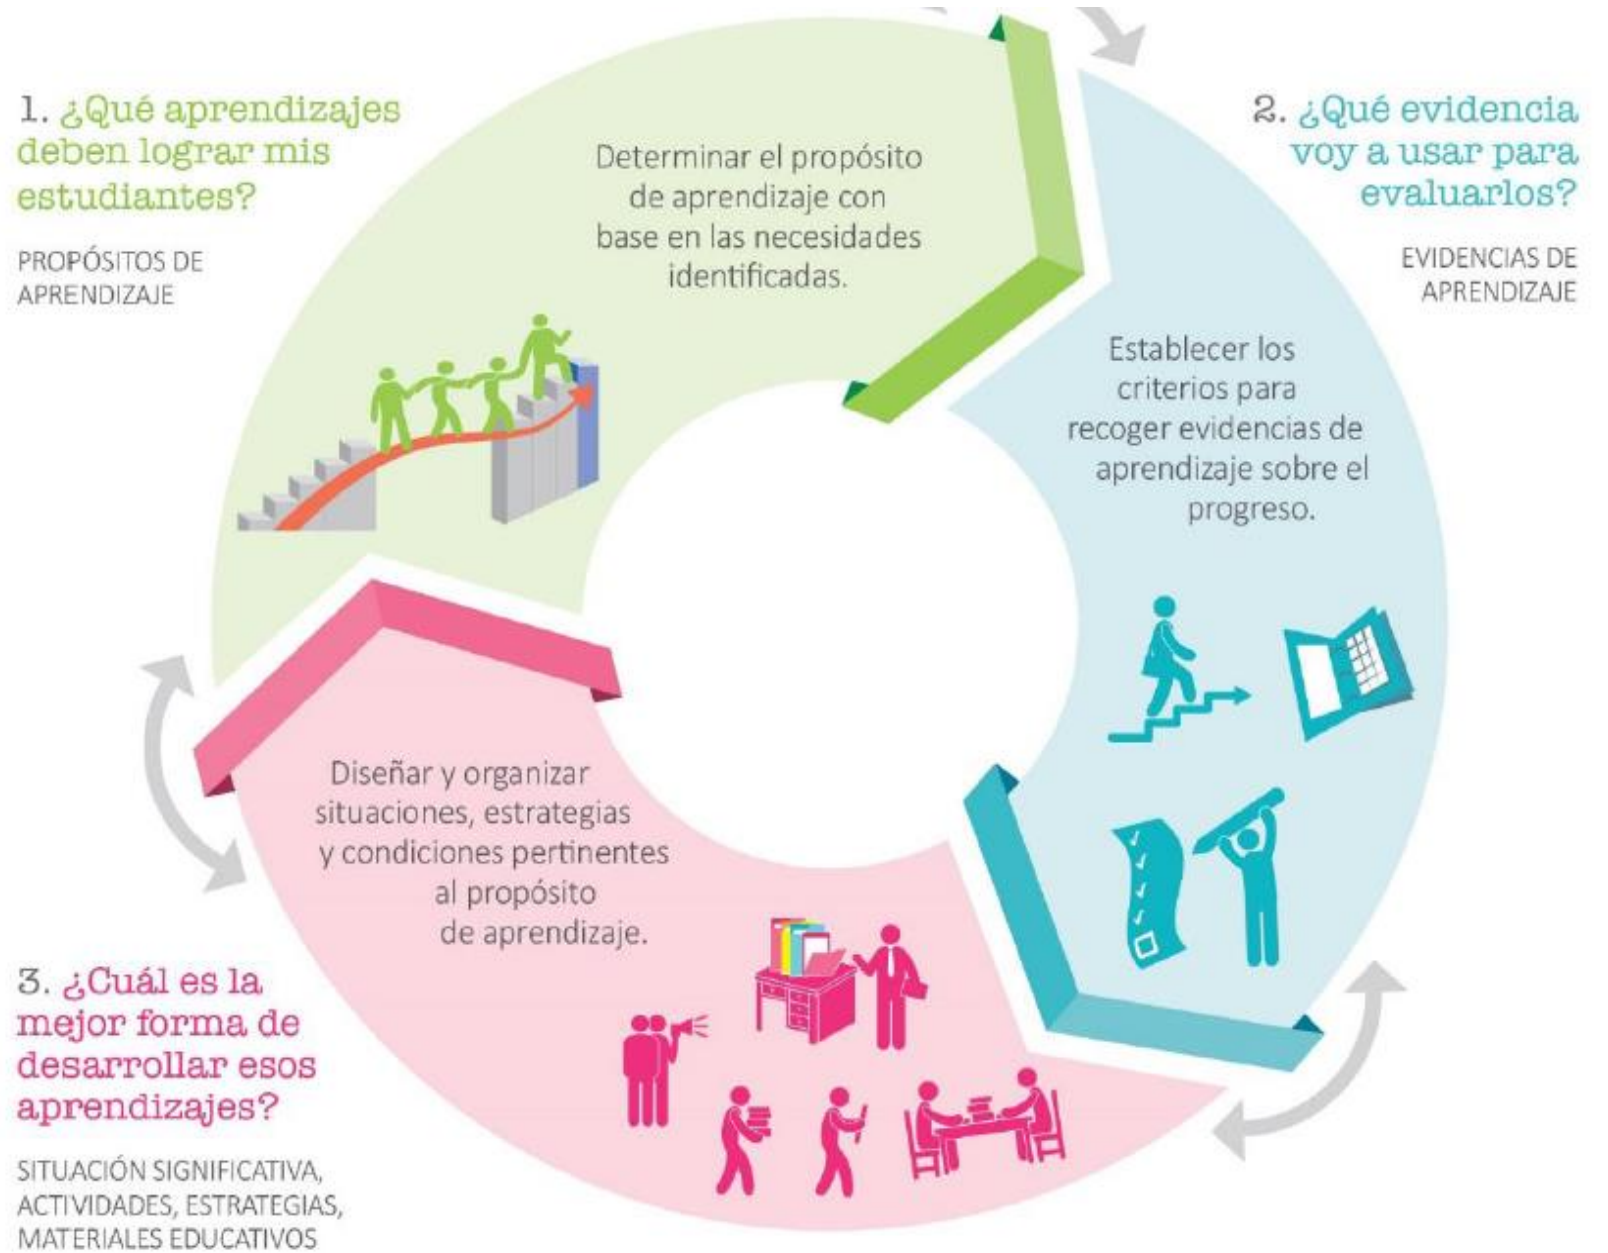 1. ¿Qué aprendizajes
deben lograr mis
estudiantes?
PROPÓSITOS DE
APRENDIZAJE
Determinar el propósito
de aprendizaje con
base en las necesidades
identificadas.
2. ¿Qué evidencia
voy a usar para
evaluarlos?
EVIDENCIAS DE
APRENDIZAJE
Establecer los
criterios para
recoger evidencias de
aprendizaje sobre el
progreso.
Diseñar y organizar
situaciones, estrategias
y condiciones pertinentes
al propósito
de aprendizaje.
3. ¿Cuál es la
mejor forma de
desarrollar esos
aprendizajes?
SITUACIÓN SIGNIFICATIVA,
ACTIVIDADES, ESTRATEGIAS,
MATERIALES EDUCATIVOS